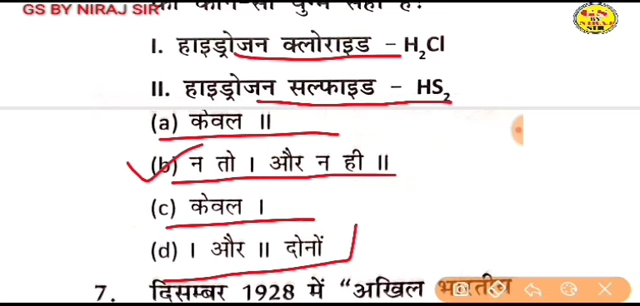 GS BY NIRAJ SIR
I. हाइड्रोजन क्लोराइड – H₂Cl
II. हाइड्रोजन सल्फाइड – HS₂
(a) केवल II
(b) न तो I और न ही II
(c) केवल I
(d) I और II दोनों
7. दिसम्बर 1928 में “अखिल भारतीय